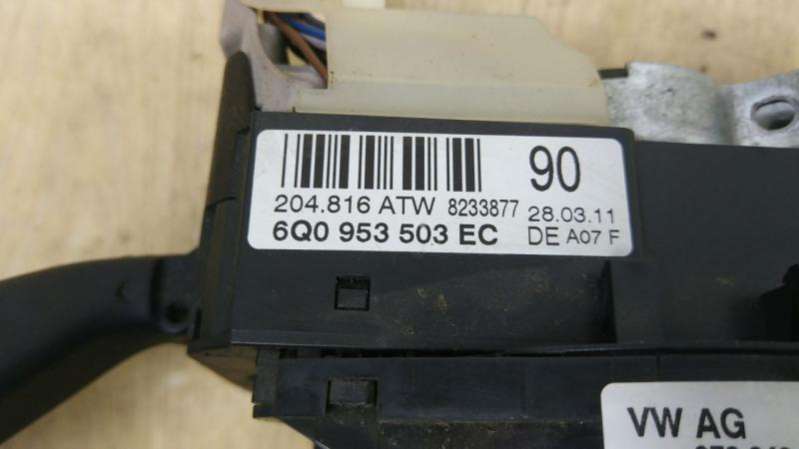 90
204.816 ATW 8233877 28.03.11
6Q0 953 503 EC DE A07 F
VW AG